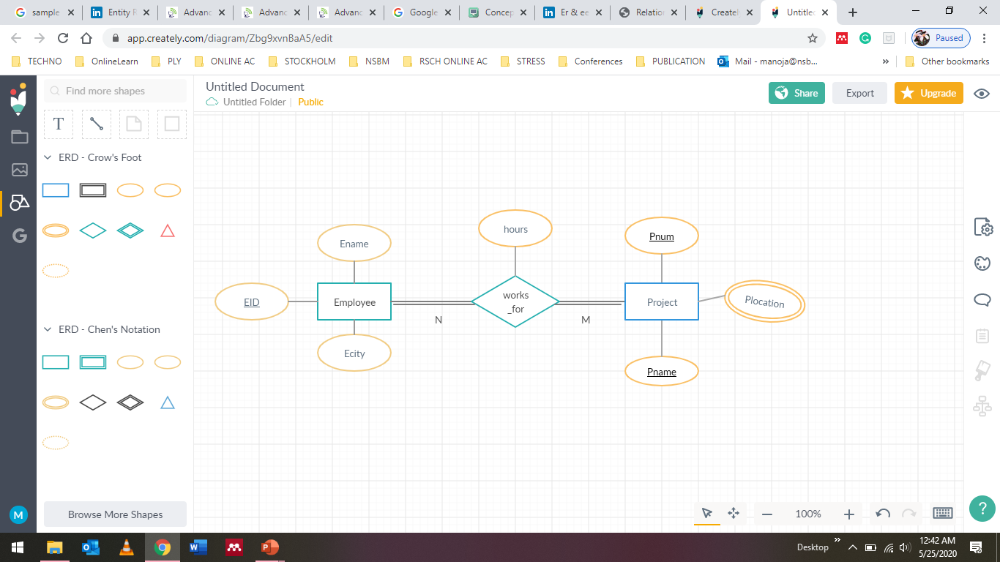 sample
Entity R
Advanc
Advanc
Advanc
Google
Concep
Er & ee
Relation
Creately
Untitled
app.creately.com/diagram/Zbg9xvnBaA5/edit
Paused
TECHNO
OnlineLearn
PLY
ONLINE AC
STOCKHOLM
NSBM
RSCH ONLINE AC
STRESS
Conferences
PUBLICATION
Mail - manoja@nsb...
»
Other bookmarks
Find more shapes
Untitled Document
Untitled Folder | Public
Share
Export
Upgrade
T
ERD - Crow's Foot
ERD - Chen's Notation
Browse More Shapes
hours
Pnum
Ename
EID
Employee
works
_for
Project
Plocation
N
M
Ecity
Pname
100%
?
M
Desktop
»
12:42 AM
5/25/2020